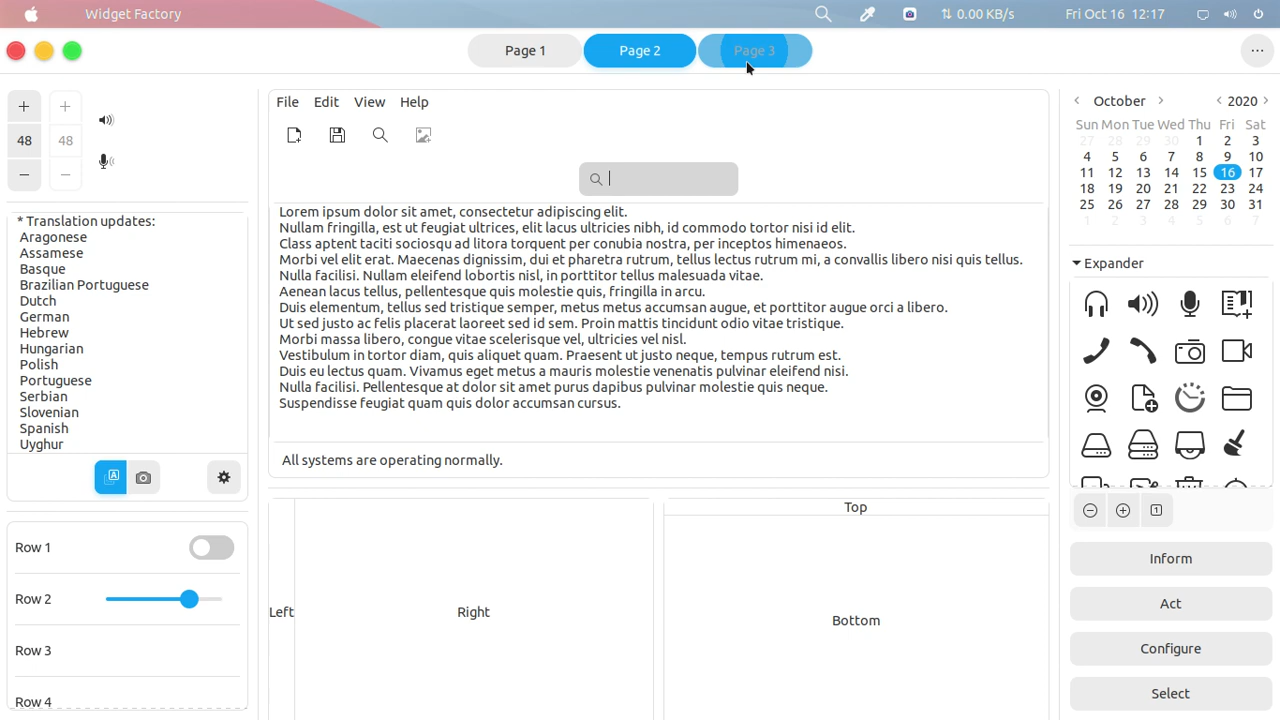 Widget Factory
0.00 KB/s
Fri Oct 16 12:17
Page 1
Page 2
Page 3
48
48
* Translation updates:
Aragonese
Assamese
Basque
Brazilian Portuguese
Dutch
German
Hebrew
Hungarian
Polish
Portuguese
Serbian
Slovenian
Spanish
Uyghur
A
Row 1
Row 2
Row 3
Row 4
File Edit View Help
Lorem ipsum dolor sit amet, consectetur adipiscing elit.
Nullam fringilla, est ut feugiat ultrices, elit lacus ultricies nibh, id commodo tortor nisi id elit.
Class aptent taciti sociosqu ad litora torquent per conubia nostra, per inceptos himenaeos.
Morbi vel elit erat. Maecenas dignissim, dui et pharetra rutrum, tellus lectus rutrum mi, a convallis libero nisi quis tellus.
Nulla facilisi. Nullam eleifend lobortis nisl, in porttitor tellus malesuada vitae.
Aenean lacus tellus, pellentesque quis molestie quis, fringilla in arcu.
Duis elementum, tellus sed tristique semper, metus metus accumsan augue, et porttitor augue orci a libero.
Ut sed justo ac felis placerat laoreet sed id sem. Proin mattis tincidunt odio vitae tristique.
Morbi massa libero, congue vitae scelerisque vel, ultricies vel nisl.
Vestibulum in tortor diam, quis aliquet quam. Praesent ut justo neque, tempus rutrum est.
Duis eu lectus quam. Vivamus eget metus a mauris molestie venenatis pulvinar eleifend nisi.
Nulla facilisi. Pellentesque at dolor sit amet purus dapibus pulvinar molestie quis neque.
Suspendisse feugiat quam quis dolor accumsan cursus.
All systems are operating normally.
Left
Right
Top
Bottom
October 2020
Sun Mon Tue Wed Thu Fri Sat
27 28 29 30 1 2 3
4 5 6 7 8 9 10
11 12 13 14 15 16 17
18 19 20 21 22 23 24
25 26 27 28 29 30 31
1 2 3 4 5 6 7
Expander
1
Inform
Act
Configure
Select